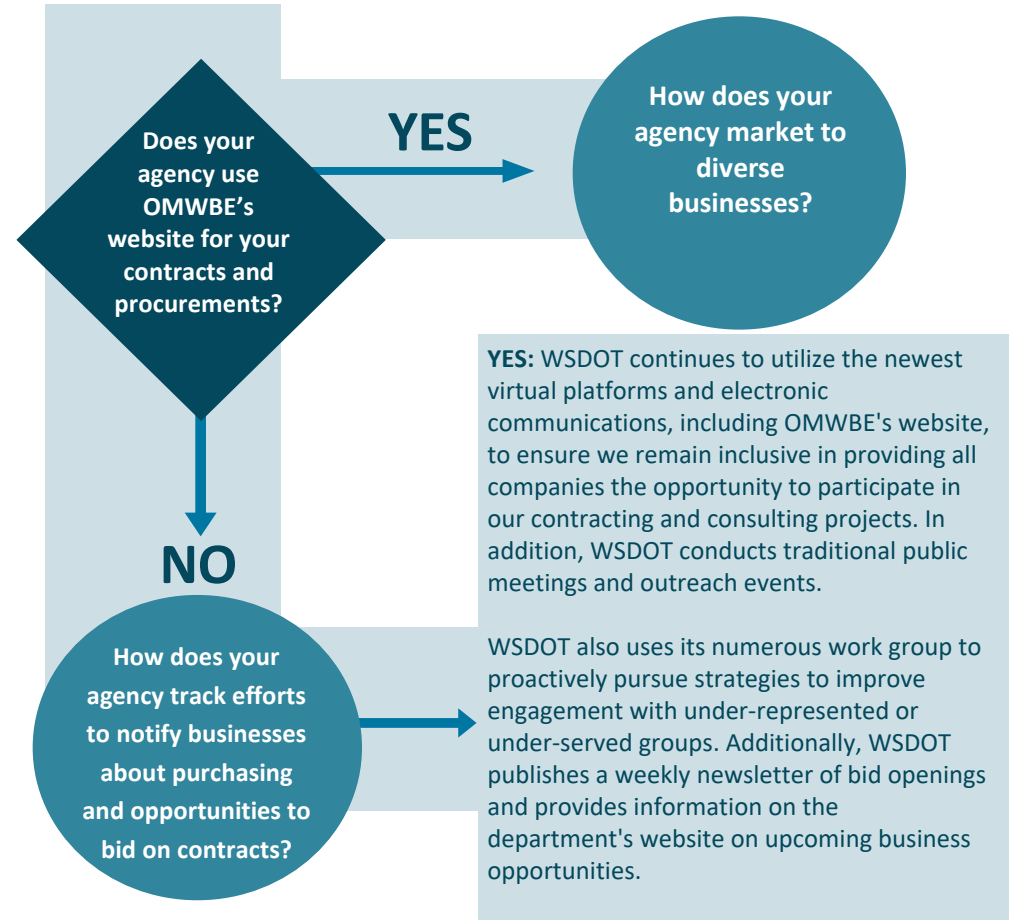 Does your
agency use
OMWBE’s
website for your
contracts and
procurements?
YES
How does your
agency market to
diverse
businesses?
NO
How does your
agency track efforts
to notify businesses
about purchasing
and opportunities to
bid on contracts?
YES: WSDOT continues to utilize the newest
virtual platforms and electronic
communications, including OMWBE's website,
to ensure we remain inclusive in providing all
companies the opportunity to participate in
our contracting and consulting projects. In
addition, WSDOT conducts traditional public
meetings and outreach events.
WSDOT also uses its numerous work group to
proactively pursue strategies to improve
engagement with under-represented or
under-served groups. Additionally, WSDOT
publishes a weekly newsletter of bid openings
and provides information on the
department's website on upcoming business
opportunities.